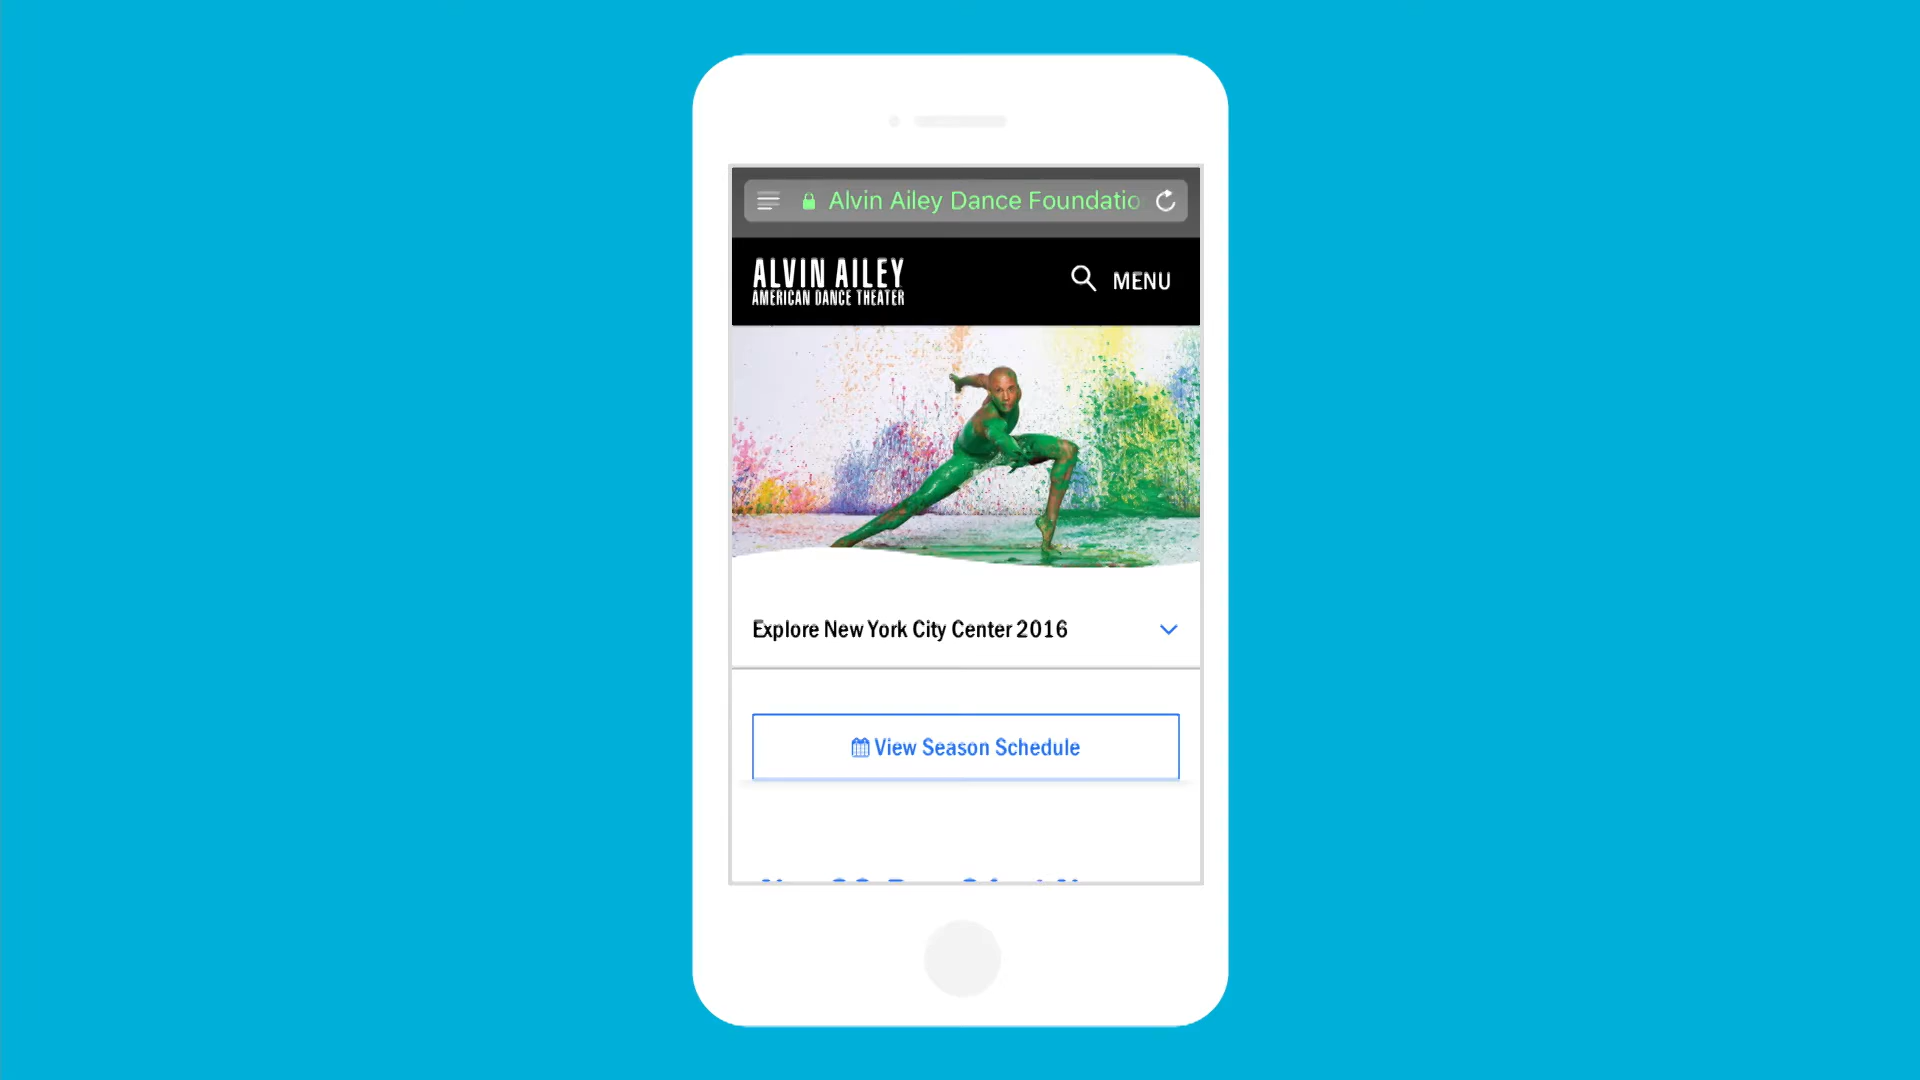 Alvin Ailey Dance Foundatio
ALVIN AILEY
AMERICAN DANCE THEATER
MENU
Explore New York City Center 2016
View Season Schedule